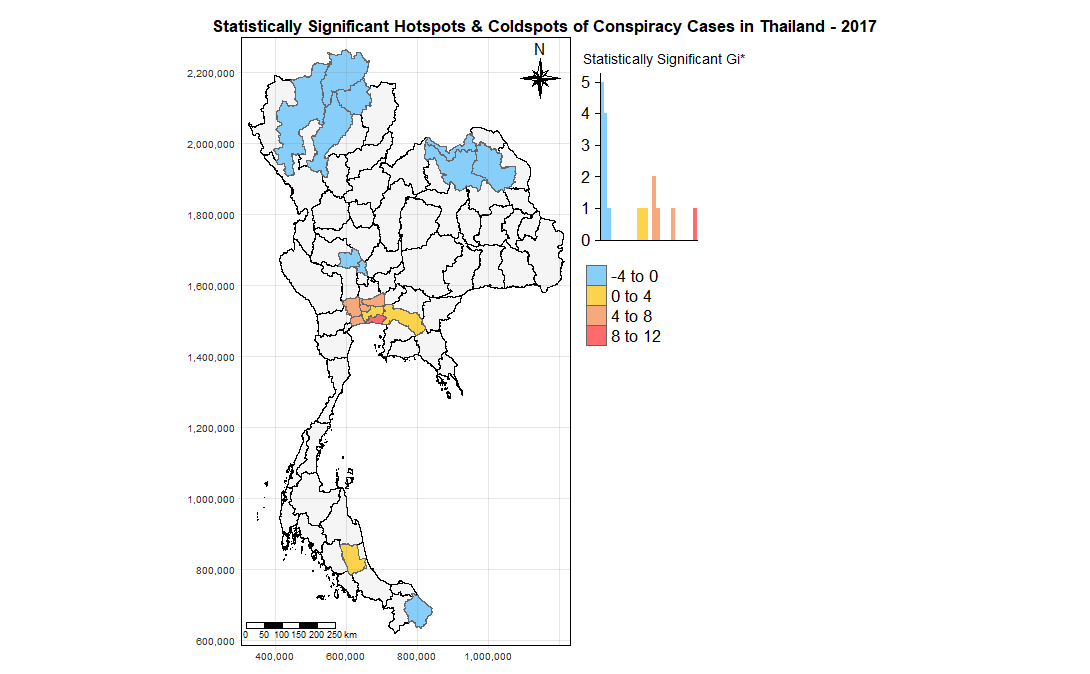 Statistically Significant Hotspots & Coldspots of Conspiracy Cases in Thailand - 2017
N
Statistically Significant Gi*
5
4
3
2
1
0
-4 to 0
0 to 4
4 to 8
8 to 12
2,200,000
2,000,000
1,800,000
1,600,000
1,400,000
1,200,000
1,000,000
800,000
600,000
0 50 100 150 200 250 km
400,000 600,000 800,000 1,000,000